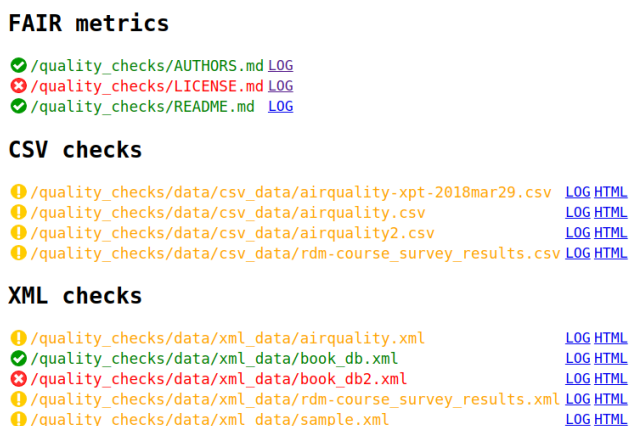 FAIR metrics
/quality_checks/AUTHORS.md LOG
/quality_checks/LICENSE.md LOG
/quality_checks/README.md LOG
CSV checks
/quality_checks/data/csv_data/airquality-xpt-2018mar29.csv LOG HTML
/quality_checks/data/csv_data/airquality.csv LOG HTML
/quality_checks/data/csv_data/airquality2.csv LOG HTML
/quality_checks/data/csv_data/rdm-course_survey_results.csv LOG HTML
XML checks
/quality_checks/data/xml_data/airquality.xml LOG HTML
/quality_checks/data/xml_data/book_db.xml LOG HTML
/quality_checks/data/xml_data/book_db2.xml LOG HTML
/quality_checks/data/xml_data/rdm-course_survey_results.xml LOG HTML
/quality_checks/data/xml_data/sample.xml LOG HTML